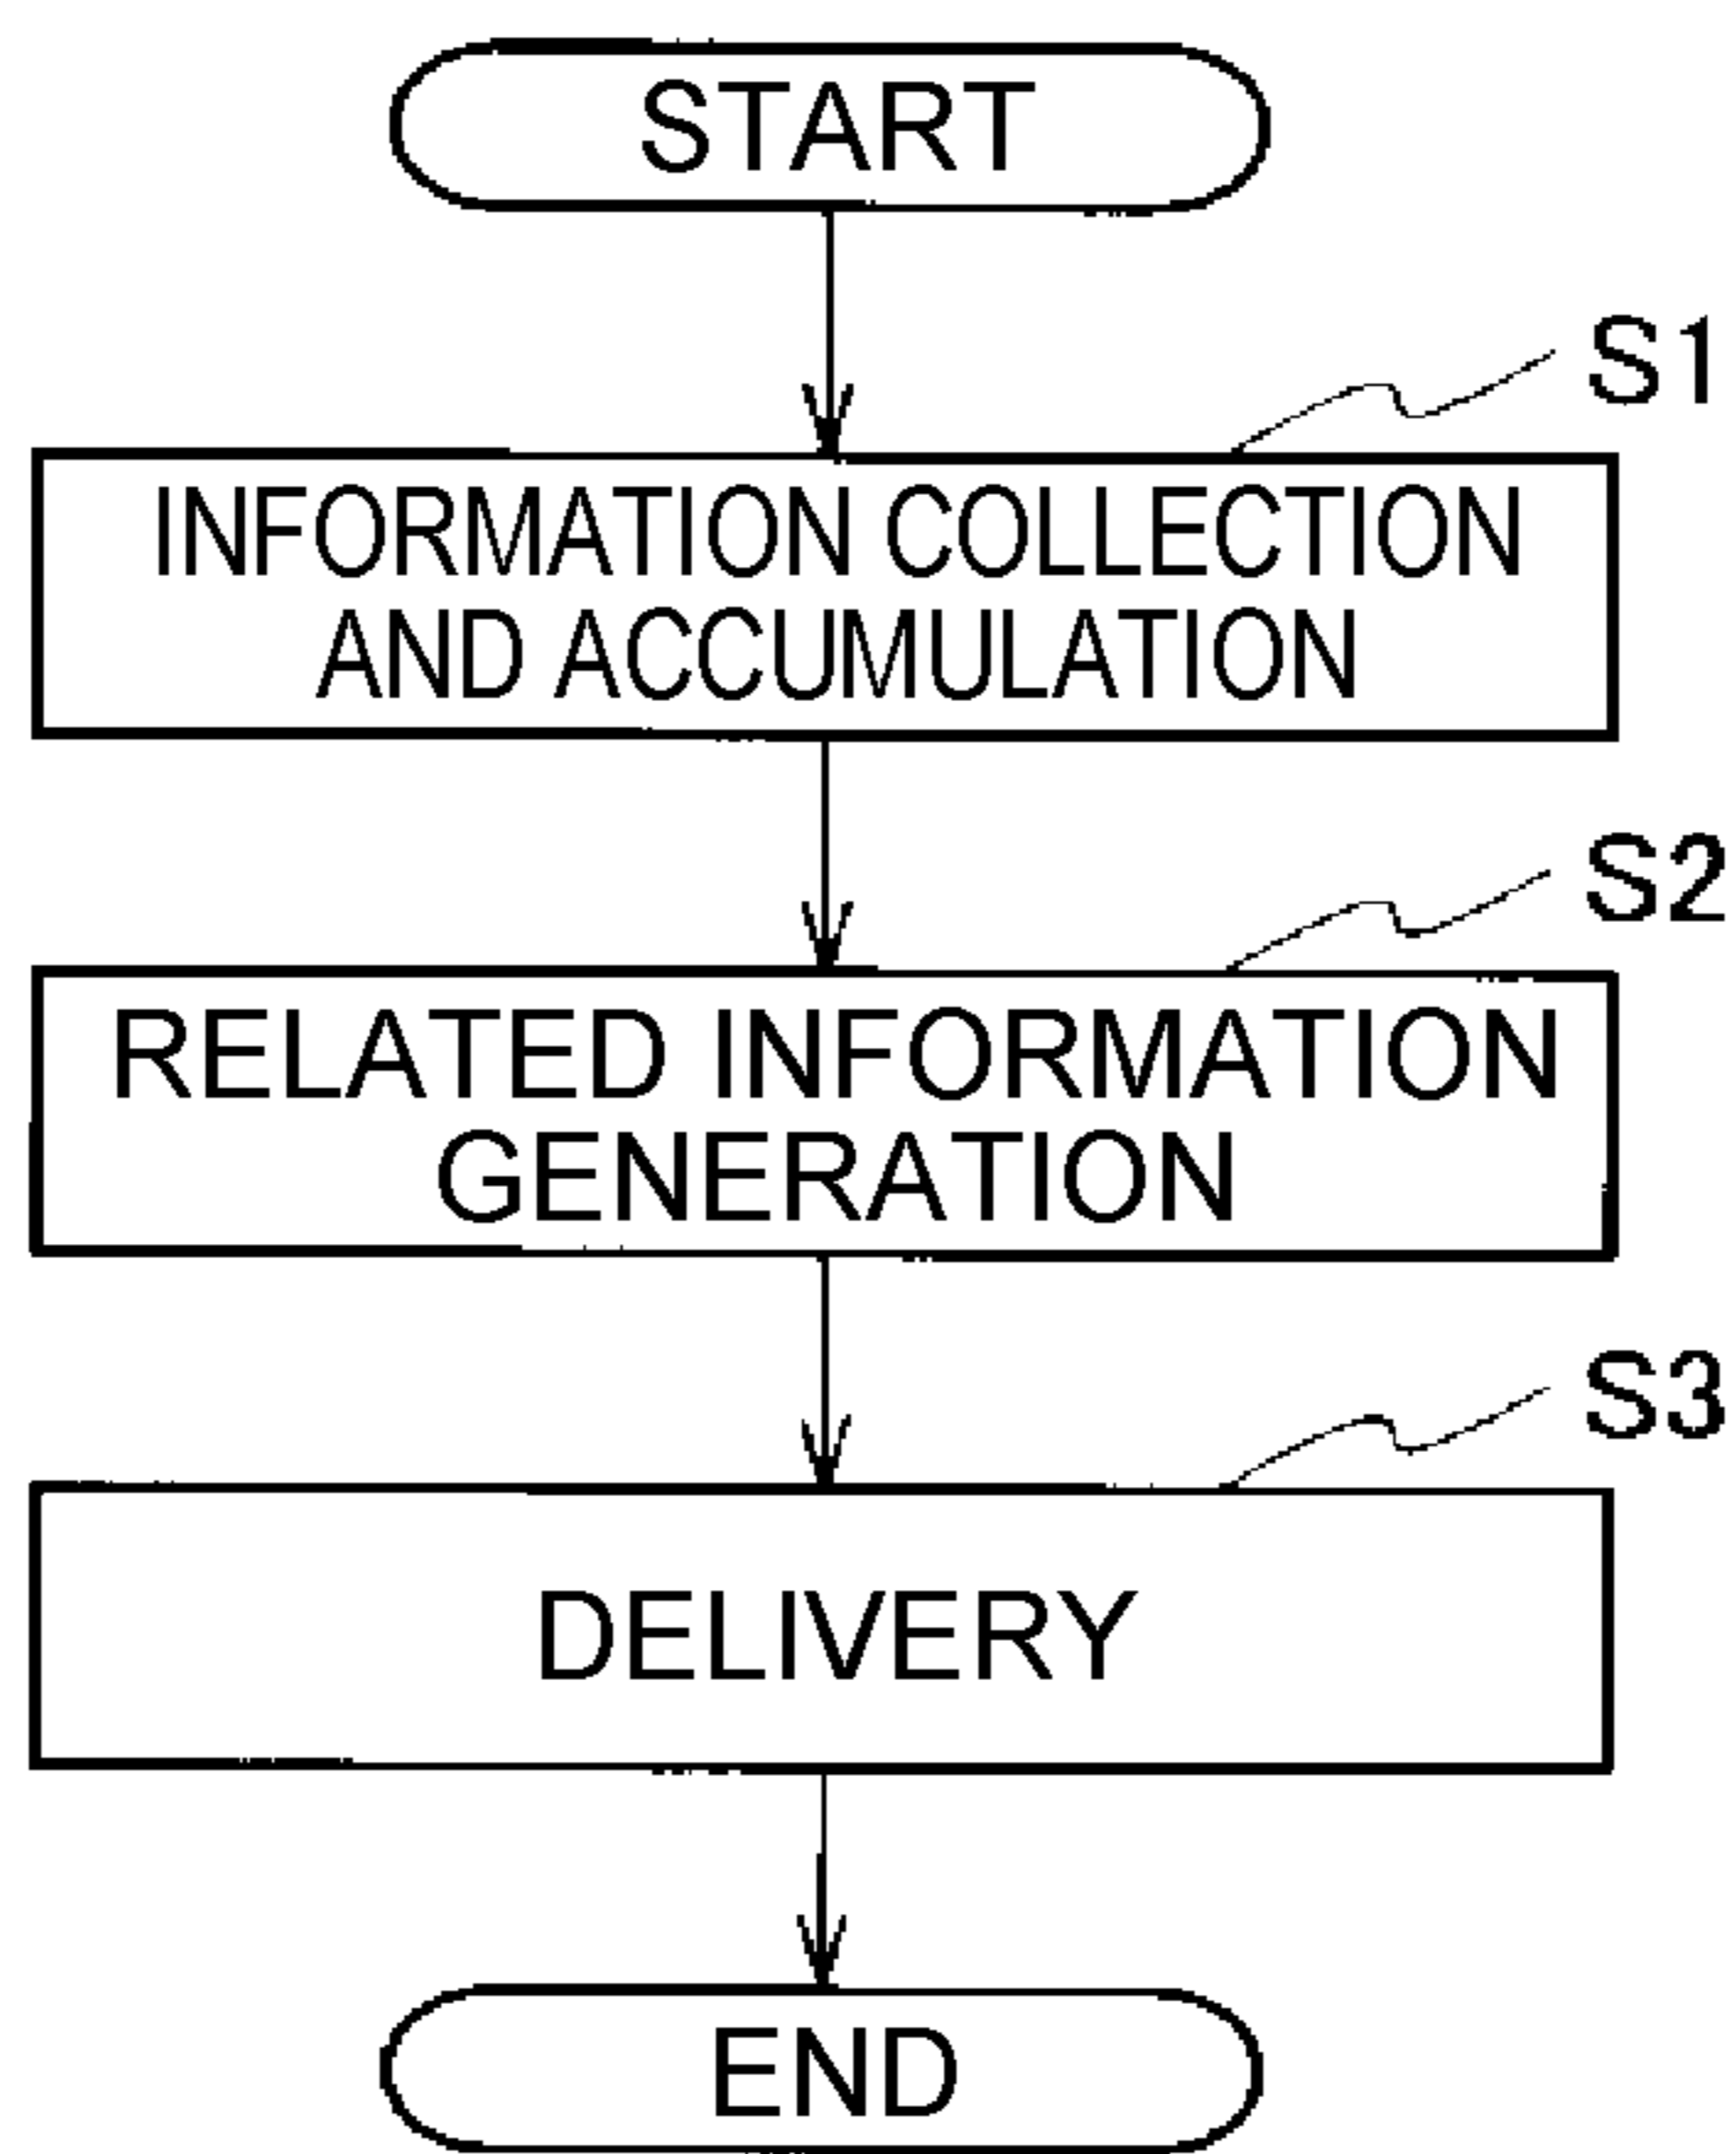 START
S1
INFORMATION COLLECTION
AND ACCUMULATION
S2
RELATED INFORMATION
GENERATION
S3
DELIVERY
END